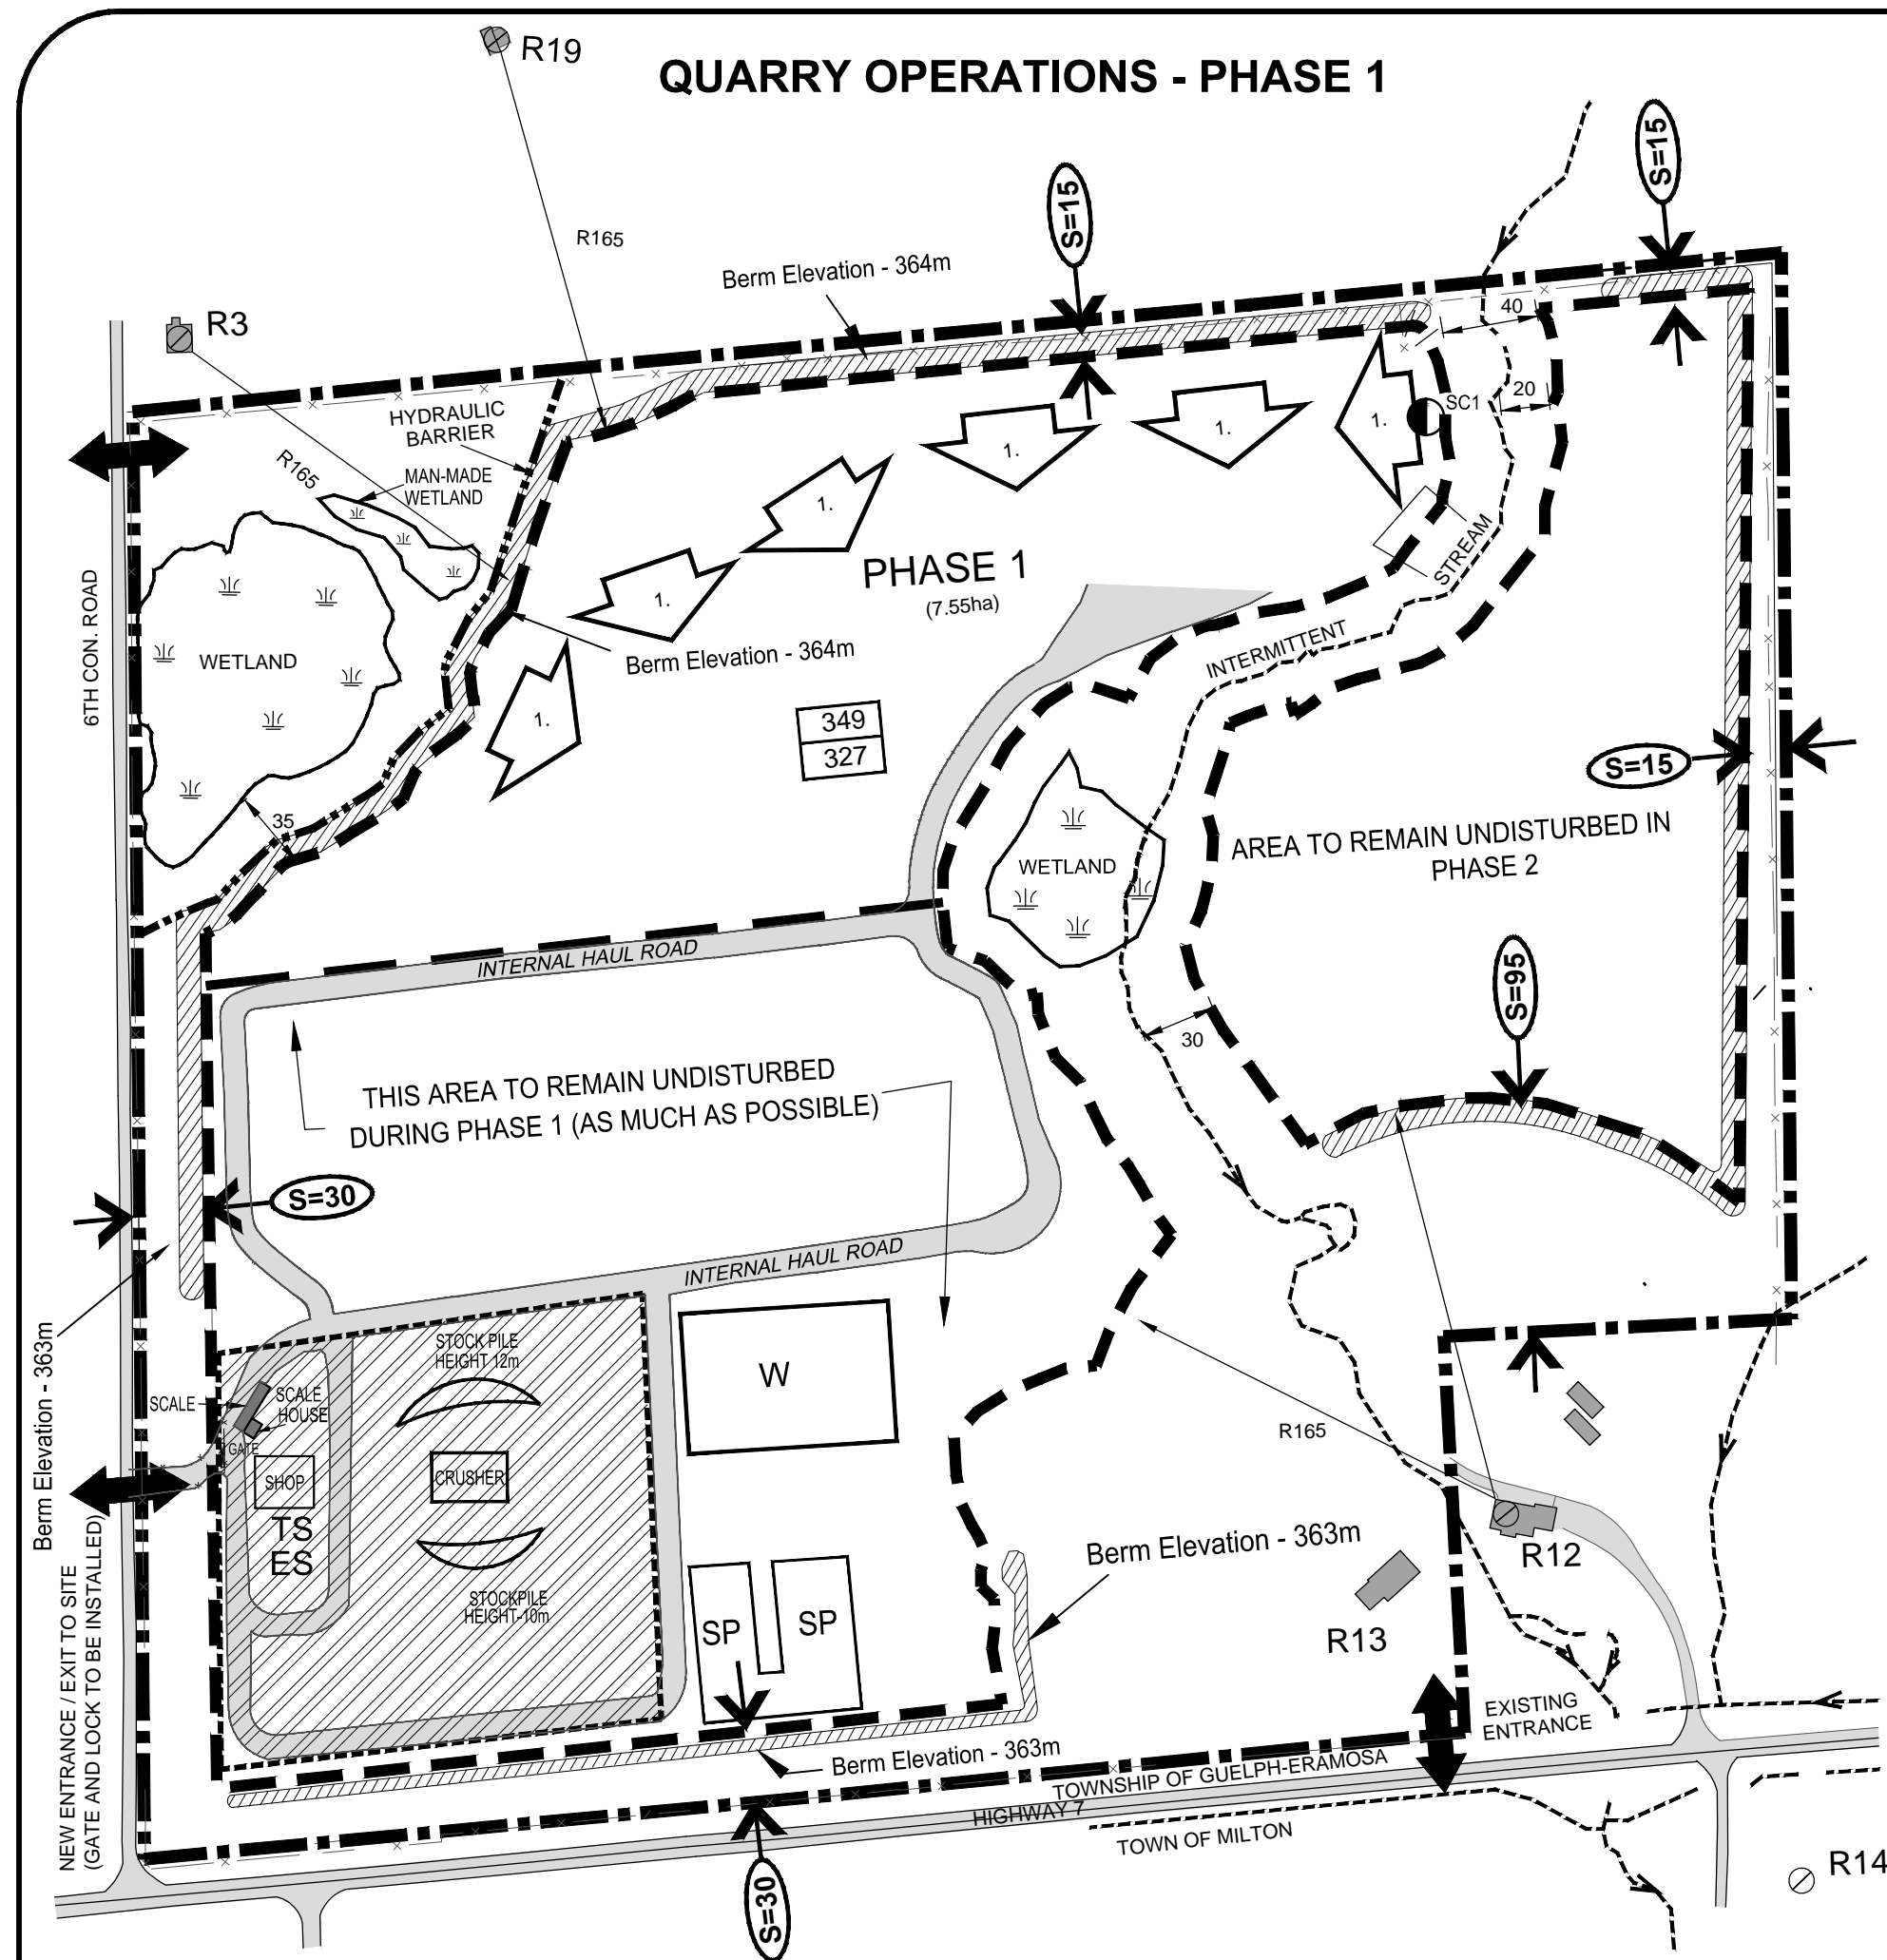 QUARRY OPERATIONS - PHASE 1
R19
R165
S=15
S=15
Berm Elevation - 364m
R3
40
HYDRAULIC
BARRIER
R165
MAN-MADE
WETLAND
SC1
20
1.
1.
1.
1.
1.
1.
PHASE 1
(7.55ha)
STREAM
INTERMITTENT
6TH CON. ROAD
WETLAND
Berm Elevation - 364m
349
327
S=15
35
WETLAND
AREA TO REMAIN UNDISTURBED IN
PHASE 2
INTERNAL HAUL ROAD
S=95
30
THIS AREA TO REMAIN UNDISTURBED
DURING PHASE 1 (AS MUCH AS POSSIBLE)
S=30
INTERNAL HAUL ROAD
Berm Elevation - 363m
STOCK PILE
HEIGHT 12m
W
SCALE
SCALE
HOUSE
GATE
SHOP
CRUSHER
R165
TS
ES
STOCKPILE
HEIGHT-10m
SP
SP
Berm Elevation - 363m
R12
R13
NEW ENTRANCE / EXIT TO SITE
(GATE AND LOCK TO BE INSTALLED)
EXISTING
ENTRANCE
Berm Elevation - 363m
TOWNSHIP OF GUELPH-ERAMOSA
HIGHWAY 7
TOWN OF MILTON
R14
S=30